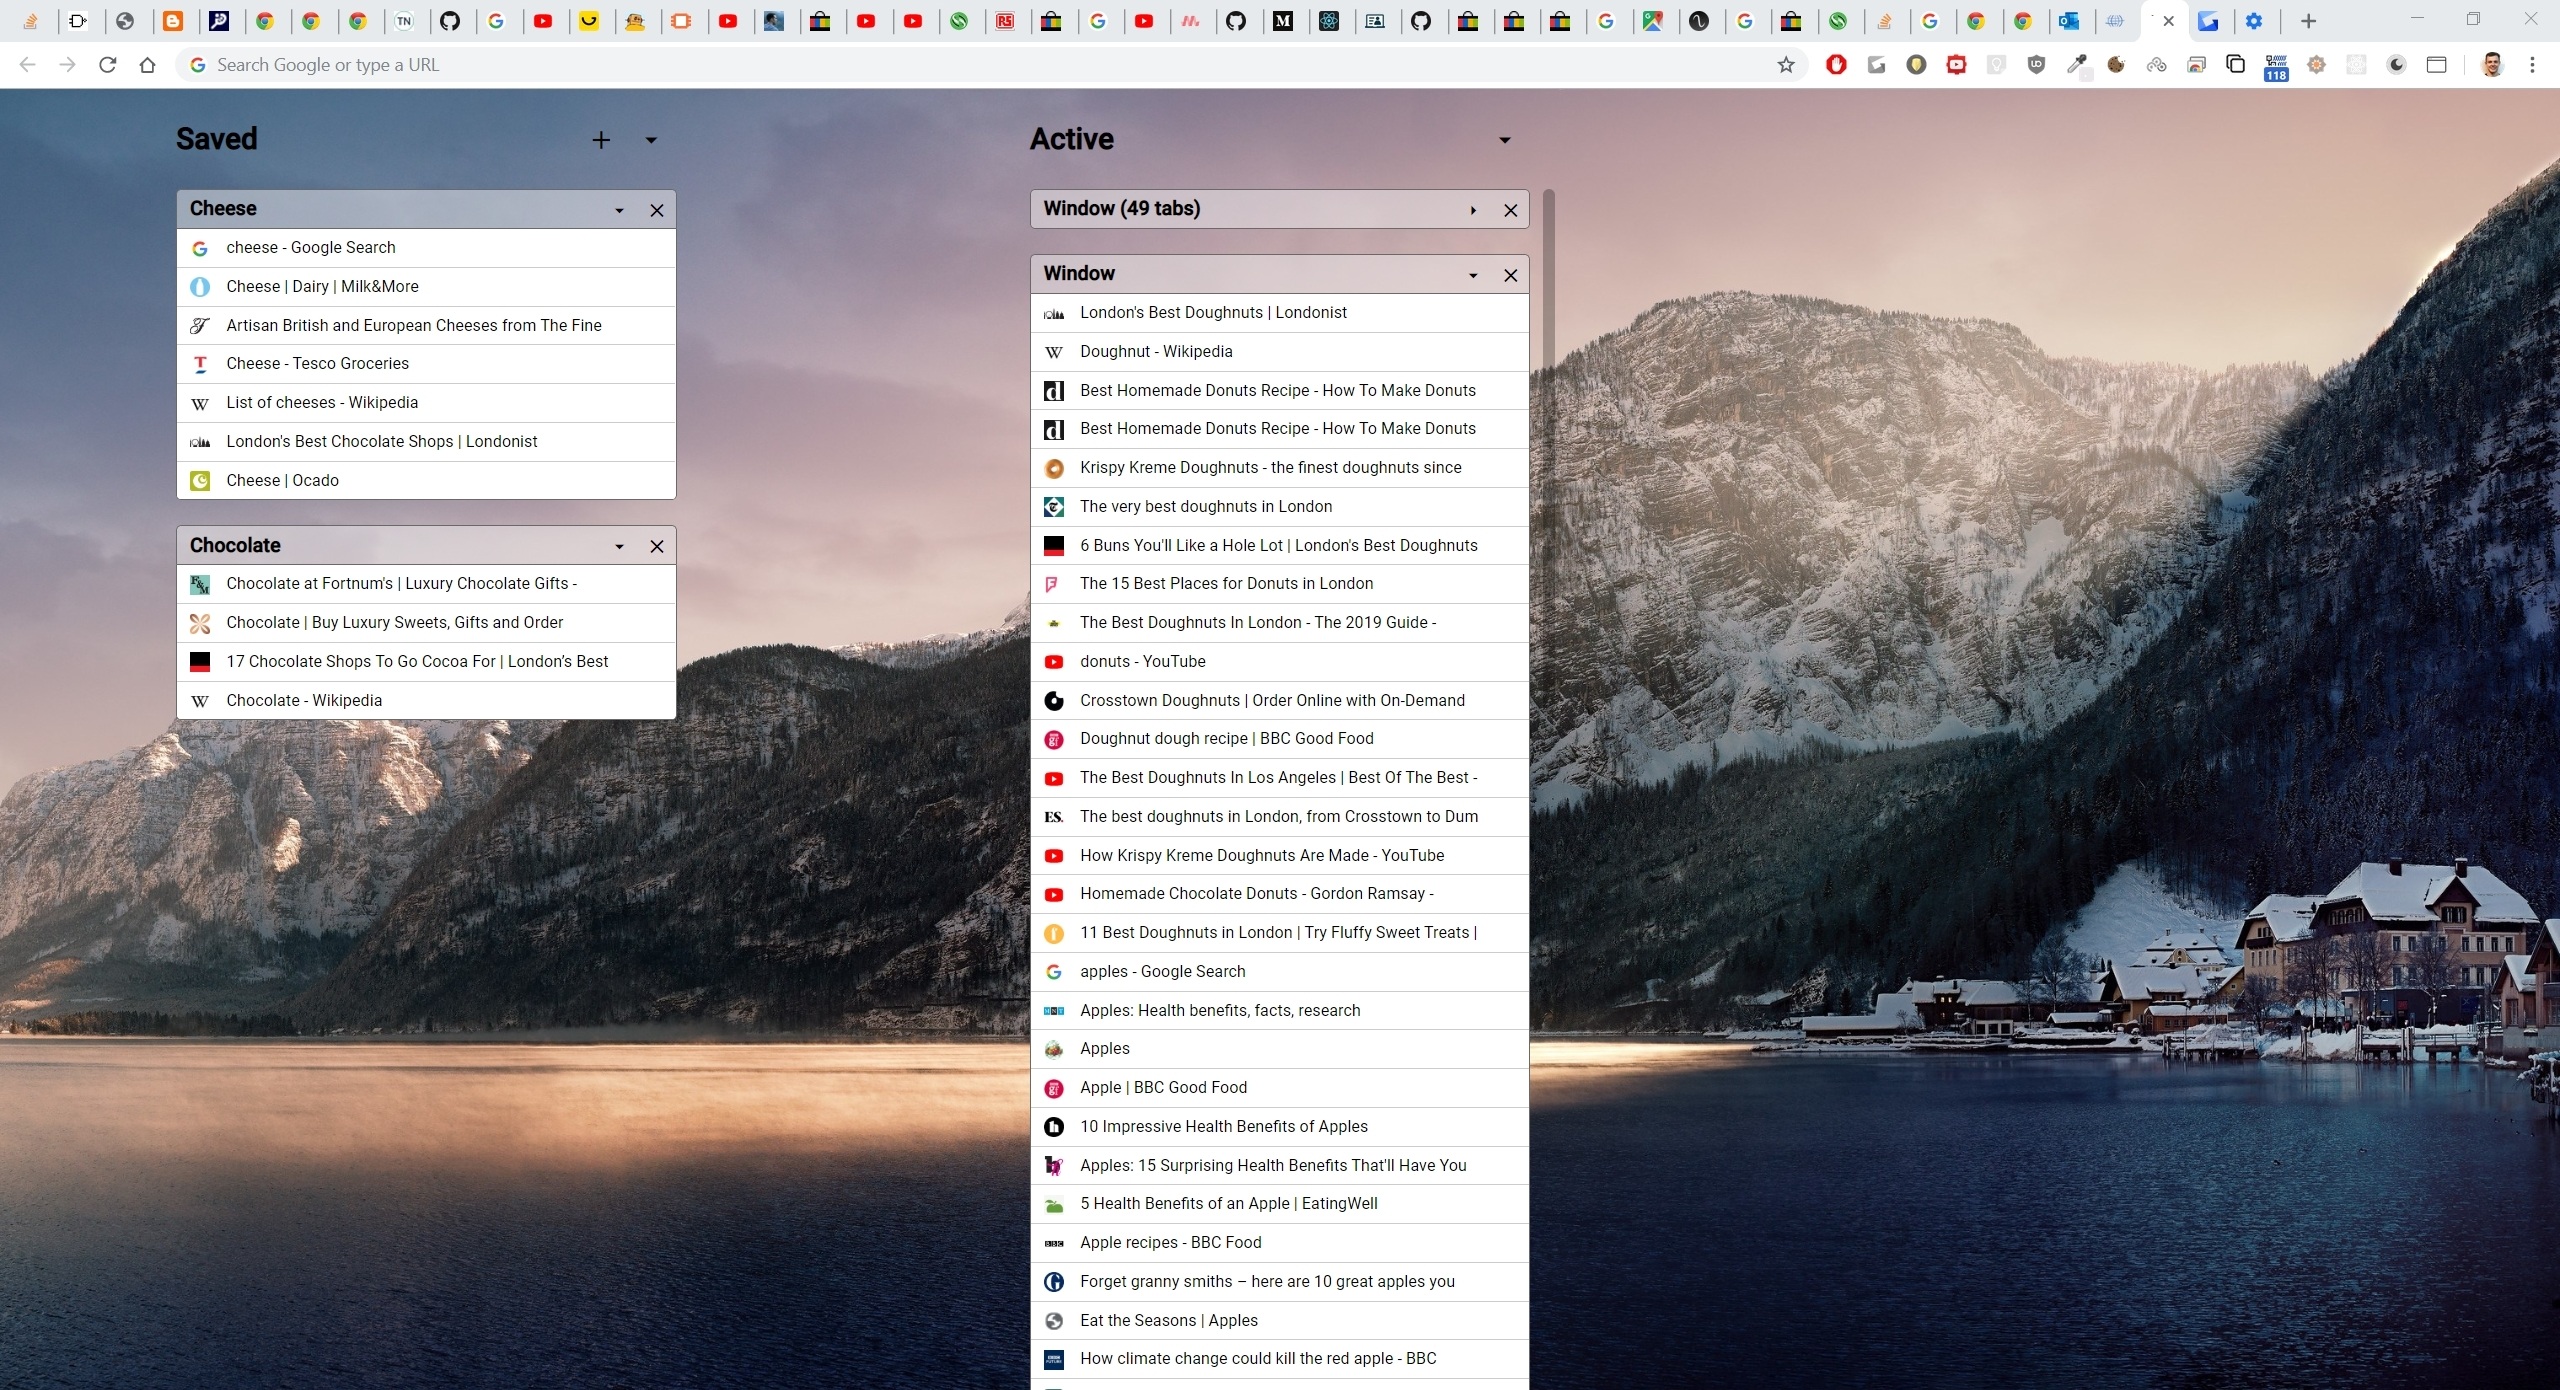 TN
M
Search Google or type a URL
118
Saved
Cheese
cheese - Google Search
Cheese | Dairy | Milk&More
Artisan British and European Cheeses from The Fine
Cheese - Tesco Groceries
List of cheeses - Wikipedia
London's Best Chocolate Shops | Londonist
Cheese | Ocado
Chocolate
Chocolate at Fortnum's | Luxury Chocolate Gifts -
Chocolate | Buy Luxury Sweets, Gifts and Order
17 Chocolate Shops To Go Cocoa For | London’s Best
Chocolate - Wikipedia
Active
Window (49 tabs)
Window
London's Best Doughnuts | Londonist
Doughnut - Wikipedia
Best Homemade Donuts Recipe - How To Make Donuts
Best Homemade Donuts Recipe - How To Make Donuts
Krispy Kreme Doughnuts - the finest doughnuts since
The very best doughnuts in London
6 Buns You'll Like a Hole Lot | London's Best Doughnuts
The 15 Best Places for Donuts in London
The Best Doughnuts In London - The 2019 Guide -
donuts - YouTube
Crosstown Doughnuts | Order Online with On-Demand
Doughnut dough recipe | BBC Good Food
The Best Doughnuts In Los Angeles | Best Of The Best -
ES. The best doughnuts in London, from Crosstown to Dum
How Krispy Kreme Doughnuts Are Made - YouTube
Homemade Chocolate Donuts - Gordon Ramsay -
11 Best Doughnuts in London | Try Fluffy Sweet Treats |
apples - Google Search
Apples: Health benefits, facts, research
Apples
Apple | BBC Good Food
10 Impressive Health Benefits of Apples
Apples: 15 Surprising Health Benefits That'll Have You
5 Health Benefits of an Apple | EatingWell
Apple recipes - BBC Food
Forget granny smiths – here are 10 great apples you
Eat the Seasons | Apples
How climate change could kill the red apple - BBC